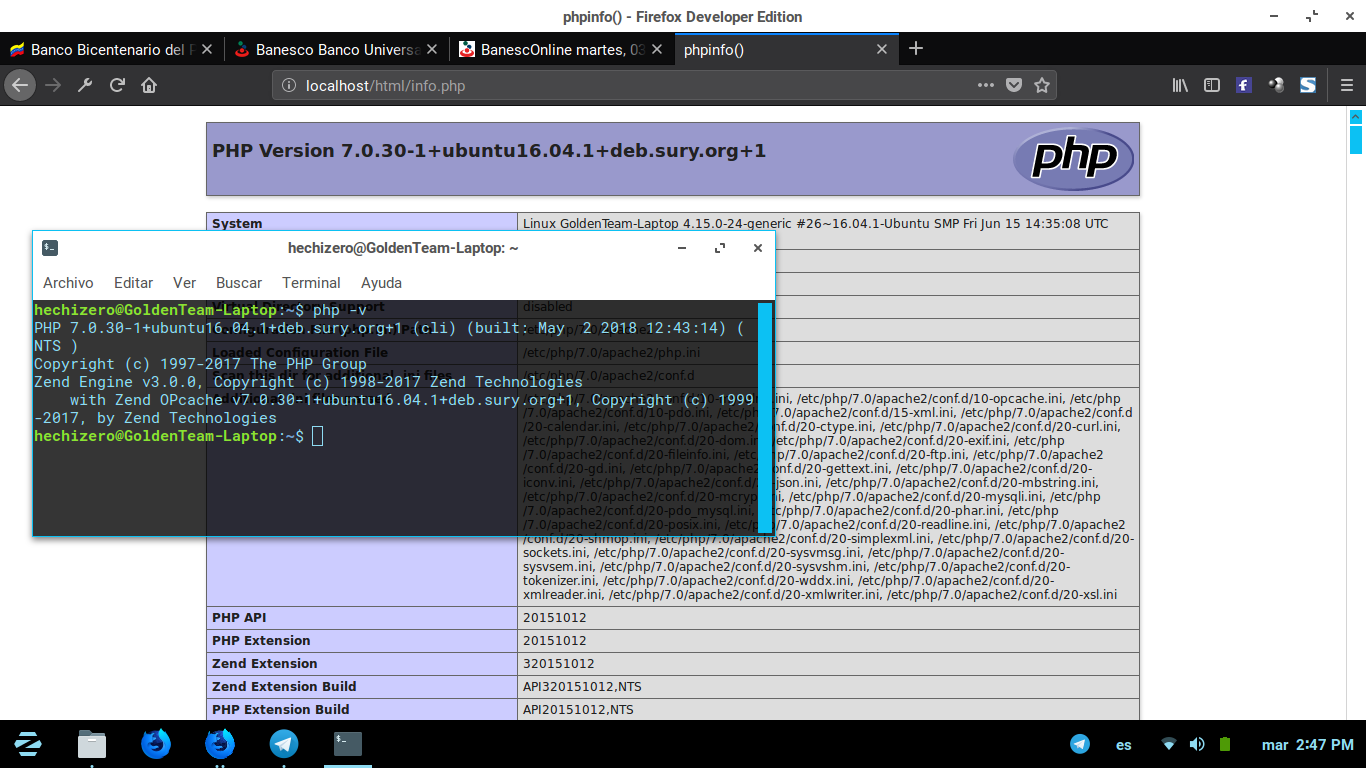 phpinfo() - Firefox Developer Edition
Banco Bicentenario del P
Banesco Banco Universa
BanescOnline martes, 03
phpinfo()
localhost/html/info.php
PHP Version 7.0.30-1+ubuntu16.04.1+deb.sury.org+1
php
System
Linux GoldenTeam-Laptop 4.15.0-24-generic #26~16.04.1-Ubuntu SMP Fri Jun 15 14:35:08 UTC
hechizero@GoldenTeam-Laptop: ~
Archivo Editar Ver Buscar Terminal Ayuda
hechizero@GoldenTeam-Laptop:~$ php -v
PHP 7.0.30-1+ubuntu16.04.1+deb.sury.org+1 (cli) (built: May  2 2018 12:43:14) (
NTS )
Copyright (c) 1997-2017 The PHP Group
Zend Engine v3.0.0, Copyright (c) 1998-2017 Zend Technologies
    with Zend OPcache v7.0.30-1+ubuntu16.04.1+deb.sury.org+1, Copyright (c) 1999
-2017, by Zend Technologies
hechizero@GoldenTeam-Laptop:~$
Virtual Directory Support
disabled
Loaded Configuration File
/etc/php/7.0/apache2/php.ini
Scan this dir for additional .ini files
/etc/php/7.0/apache2/conf.d
.ini, /etc/php/7.0/apache2/conf.d/10-opcache.ini, /etc/php
/7.0/apache2/conf.d/10-pdo.ini, /etc/php/7.0/apache2/conf.d/15-xml.ini, /etc/php/7.0/apache2/conf.d
/20-calendar.ini, /etc/php/7.0/apache2/conf.d/20-ctype.ini, /etc/php/7.0/apache2/conf.d/20-curl.ini,
/etc/php/7.0/apache2/conf.d/20-dom.ini, /etc/php/7.0/apache2/conf.d/20-exif.ini, /etc/php
/7.0/apache2/conf.d/20-fileinfo.ini, /etc/php/7.0/apache2/conf.d/20-ftp.ini, /etc/php/7.0/apache2
/conf.d/20-gd.ini, /etc/php/7.0/apache2/conf.d/20-gettext.ini, /etc/php/7.0/apache2/conf.d/20-
iconv.ini, /etc/php/7.0/apache2/conf.d/20-json.ini, /etc/php/7.0/apache2/conf.d/20-mbstring.ini,
/etc/php/7.0/apache2/conf.d/20-mcrypt.ini, /etc/php/7.0/apache2/conf.d/20-mysqli.ini, /etc/php
/7.0/apache2/conf.d/20-pdo_mysql.ini, /etc/php/7.0/apache2/conf.d/20-phar.ini, /etc/php
/7.0/apache2/conf.d/20-posix.ini, /etc/php/7.0/apache2/conf.d/20-readline.ini, /etc/php/7.0/apache2
/conf.d/20-shmop.ini, /etc/php/7.0/apache2/conf.d/20-simplexml.ini, /etc/php/7.0/apache2/conf.d/20-
sockets.ini, /etc/php/7.0/apache2/conf.d/20-sysvmsg.ini, /etc/php/7.0/apache2/conf.d/20-
sysvsem.ini, /etc/php/7.0/apache2/conf.d/20-sysvshm.ini, /etc/php/7.0/apache2/conf.d/20-
tokenizer.ini, /etc/php/7.0/apache2/conf.d/20-wddx.ini, /etc/php/7.0/apache2/conf.d/20-
xmlreader.ini, /etc/php/7.0/apache2/conf.d/20-xmlwriter.ini, /etc/php/7.0/apache2/conf.d/20-xsl.ini
PHP API
20151012
PHP Extension
20151012
Zend Extension
320151012
Zend Extension Build
API320151012,NTS
PHP Extension Build
API20151012,NTS
es
mar 2:47 PM